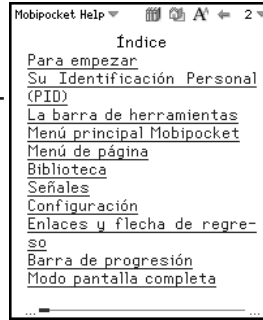 Mobipocket Help 2
Índice
Para empezar
Su Identificación Personal
(PID)
La barra de herramientas
Menú principal Mobipocket
Menú de página
Biblioteca
Señales
Configuración
Enlaces y flecha de regre-
so
Barra de progresión
Modo pantalla completa
... ...